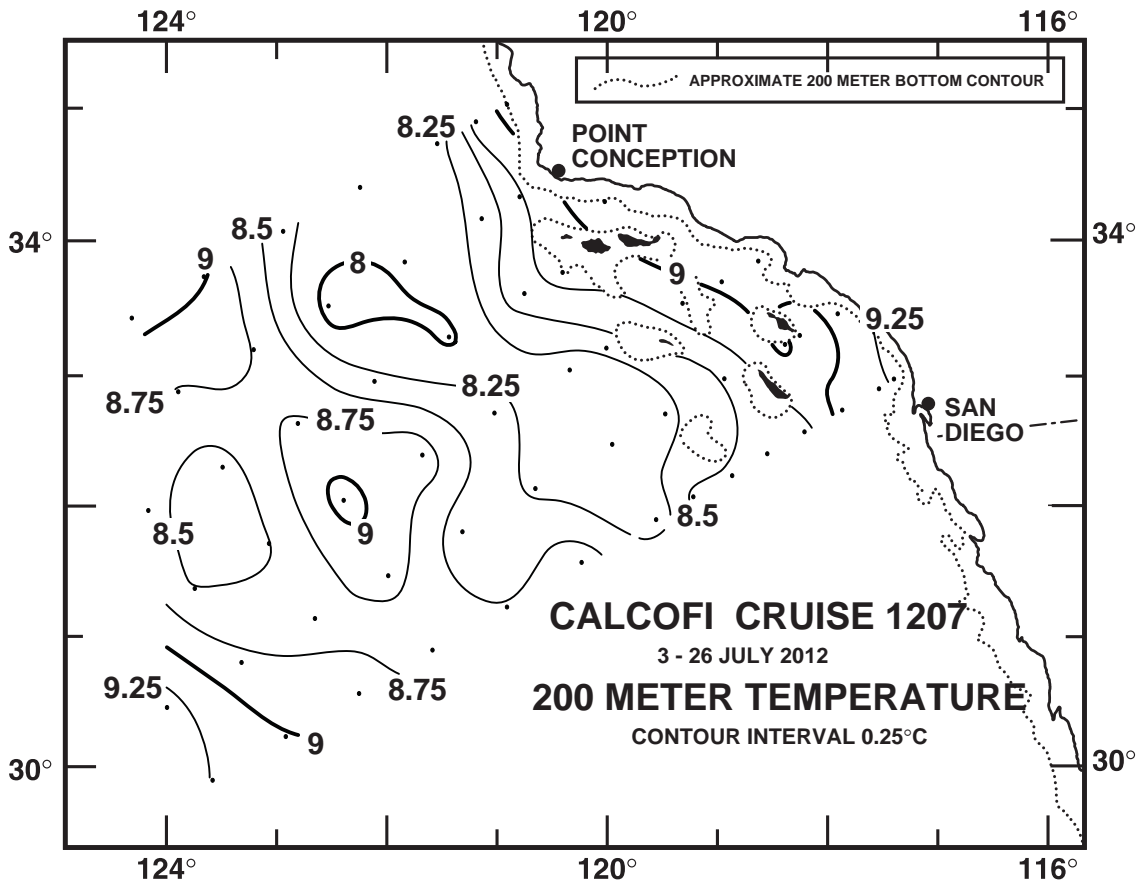 124° 120° 116°
APPROXIMATE 200 METER BOTTOM CONTOUR
8.25
POINT
CONCEPTION
8.5
34° 34°
9 8 9
9.25
8.25
8.75
SAN
DIEGO
8.75
8.5
8.5
9
CALCOFI CRUISE 1207
3 - 26 JULY 2012
9.25
8.75
200 METER TEMPERATURE
CONTOUR INTERVAL 0.25°C
9
30° 30°
124° 120° 116°